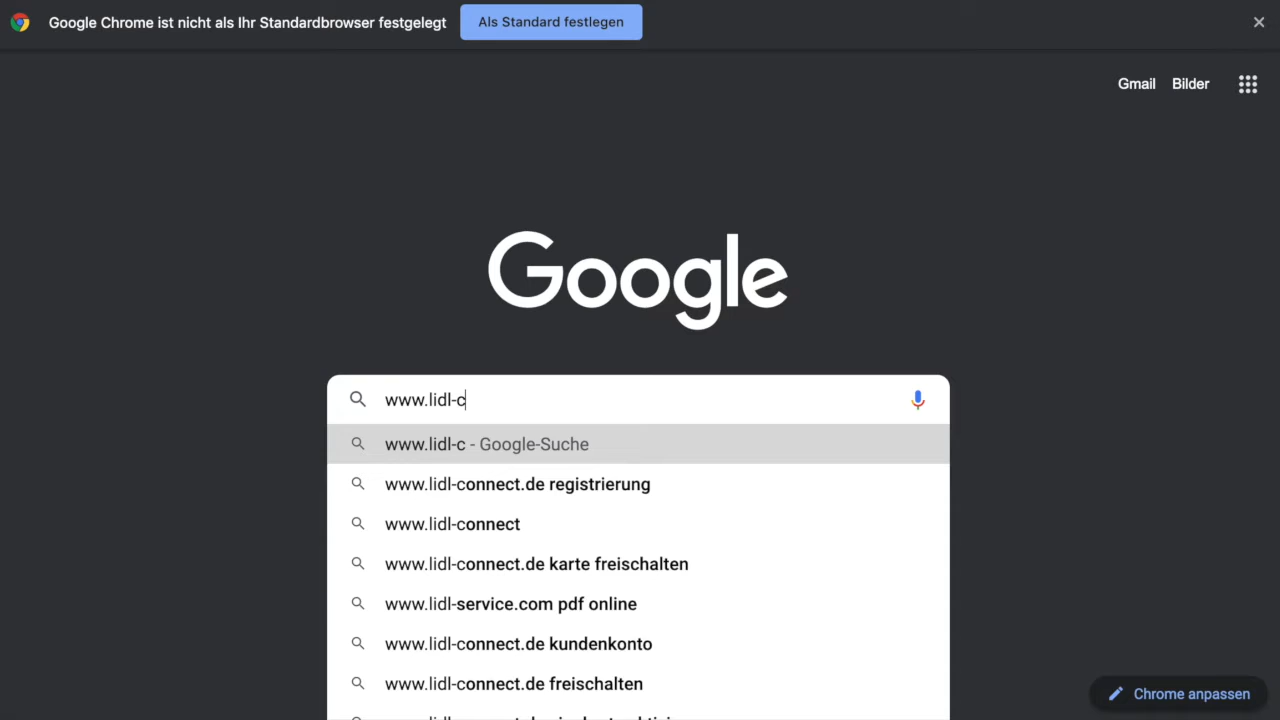 Google Chrome ist nicht als Ihr Standardbrowser festgelegt Als Standard festlegen
Gmail Bilder
Google
www.lidl-c
www.lidl-c - Google-Suche
www.lidl-connect.de registrierung
www.lidl-connect
www.lidl-connect.de karte freischalten
www.lidl-service.com pdf online
www.lidl-connect.de kundenkonto
www.lidl-connect.de freischalten
Chrome anpassen